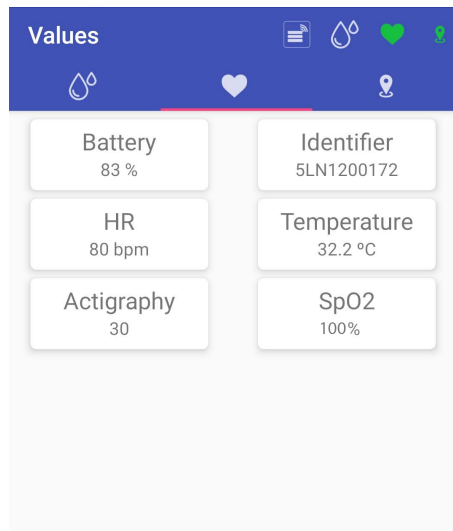 Values
Battery
83 %
Identifier
5LN1200172
HR
80 bpm
Temperature
32.2 ºC
Actigraphy
30
SpO2
100%